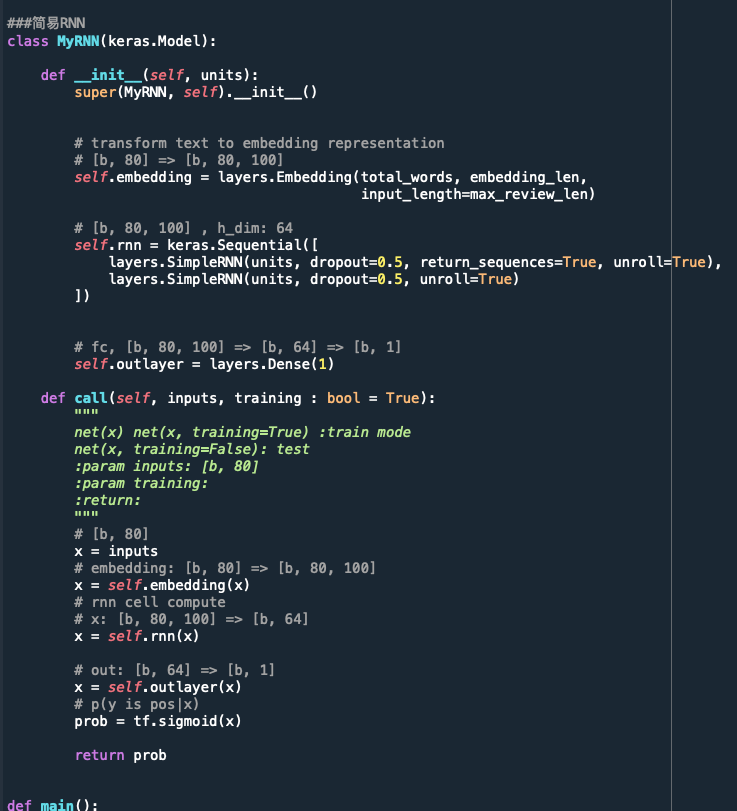 ###简易RNN
class MyRNN(keras.Model):
    def __init__(self, units):
        super(MyRNN, self).__init__()
        # transform text to embedding representation
        # [b, 80] => [b, 80, 100]
        self.embedding = layers.Embedding(total_words, embedding_len,
                                          input_length=max_review_len)
        # [b, 80, 100] , h_dim: 64
        self.rnn = keras.Sequential([
            layers.SimpleRNN(units, dropout=0.5, return_sequences=True, unroll=True),
            layers.SimpleRNN(units, dropout=0.5, unroll=True)
        ])
        # fc, [b, 80, 100] => [b, 64] => [b, 1]
        self.outlayer = layers.Dense(1)
    def call(self, inputs, training : bool = True):
        """
        net(x) net(x, training=True) :train mode
        net(x, training=False): test
        :param inputs: [b, 80]
        :param training:
        :return:
        """
        # [b, 80]
        x = inputs
        # embedding: [b, 80] => [b, 80, 100]
        x = self.embedding(x)
        # rnn cell compute
        # x: [b, 80, 100] => [b, 64]
        x = self.rnn(x)
        # out: [b, 64] => [b, 1]
        x = self.outlayer(x)
        # p(y is pos|x)
        prob = tf.sigmoid(x)
        return prob
def main():